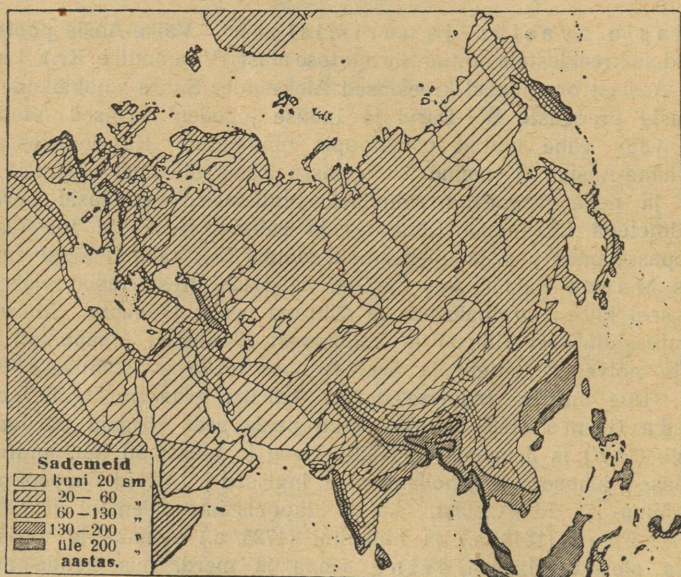 Sademeid
kuni 20 sm
20—60 „
60—130 „
130—200 „
üle 200 „
aastas.